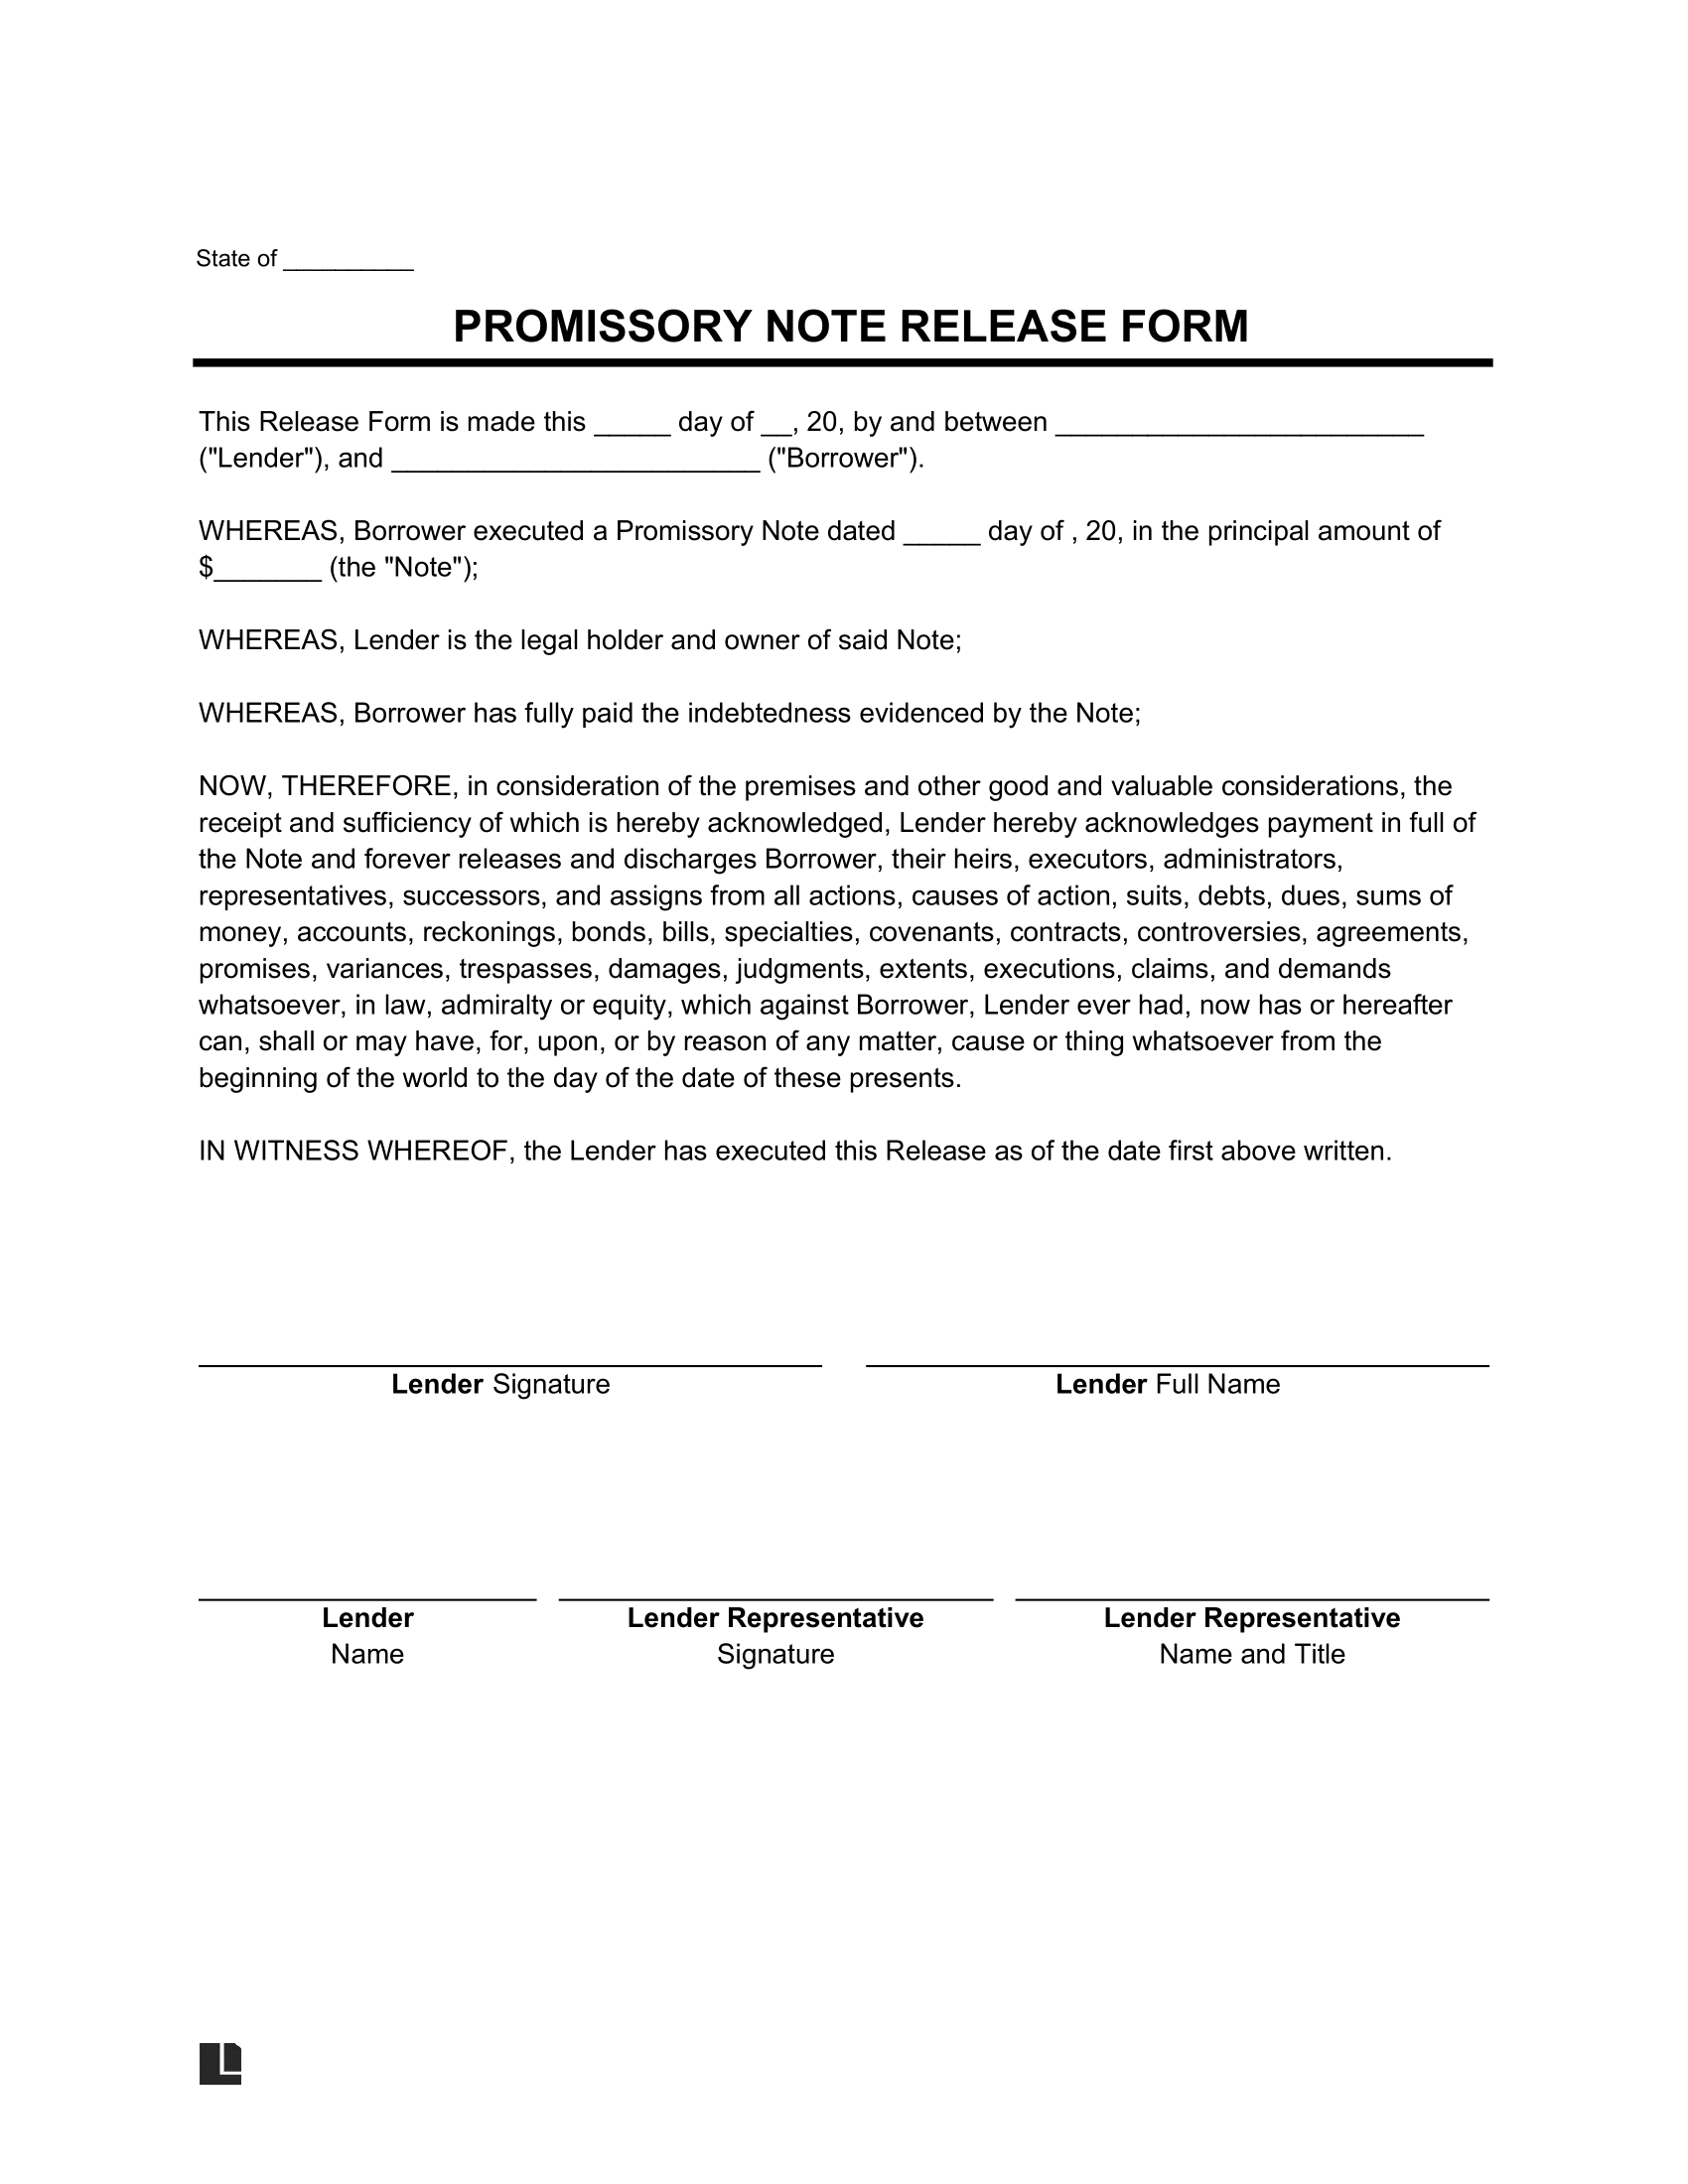 State of __________
PROMISSORY NOTE RELEASE FORM
This Release Form is made this _____ day of __, 20, by and between ________________________
("Lender"), and ________________________ ("Borrower").
WHEREAS, Borrower executed a Promissory Note dated _____ day of , 20, in the principal amount of
$_______ (the "Note");
WHEREAS, Lender is the legal holder and owner of said Note;
WHEREAS, Borrower has fully paid the indebtedness evidenced by the Note;
NOW, THEREFORE, in consideration of the premises and other good and valuable considerations, the
receipt and sufficiency of which is hereby acknowledged, Lender hereby acknowledges payment in full of
the Note and forever releases and discharges Borrower, their heirs, executors, administrators,
representatives, successors, and assigns from all actions, causes of action, suits, debts, dues, sums of
money, accounts, reckonings, bonds, bills, specialties, covenants, contracts, controversies, agreements,
promises, variances, trespasses, damages, judgments, extents, executions, claims, and demands
whatsoever, in law, admiralty or equity, which against Borrower, Lender ever had, now has or hereafter
can, shall or may have, for, upon, or by reason of any matter, cause or thing whatsoever from the
beginning of the world to the day of the date of these presents.
IN WITNESS WHEREOF, the Lender has executed this Release as of the date first above written.
Lender Signature
Lender Full Name
Lender
Name
Lender Representative
Signature
Lender Representative
Name and Title